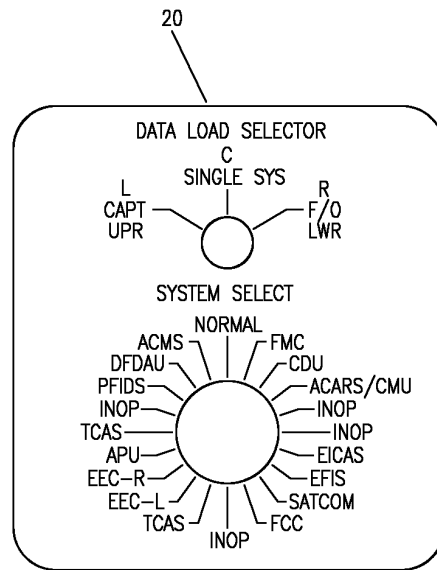 20
DATA LOAD SELECTOR
C
SINGLE SYS
L
CAPT
UPR
R
F/O
LWR
SYSTEM SELECT
NORMAL
ACMS
FMC
DFDAU
CDU
PFIDS
ACARS/CMU
INOP
INOP
TCAS
INOP
APU
EICAS
EEC-R
EFIS
EEC-L
SATCOM
TCAS
FCC
INOP